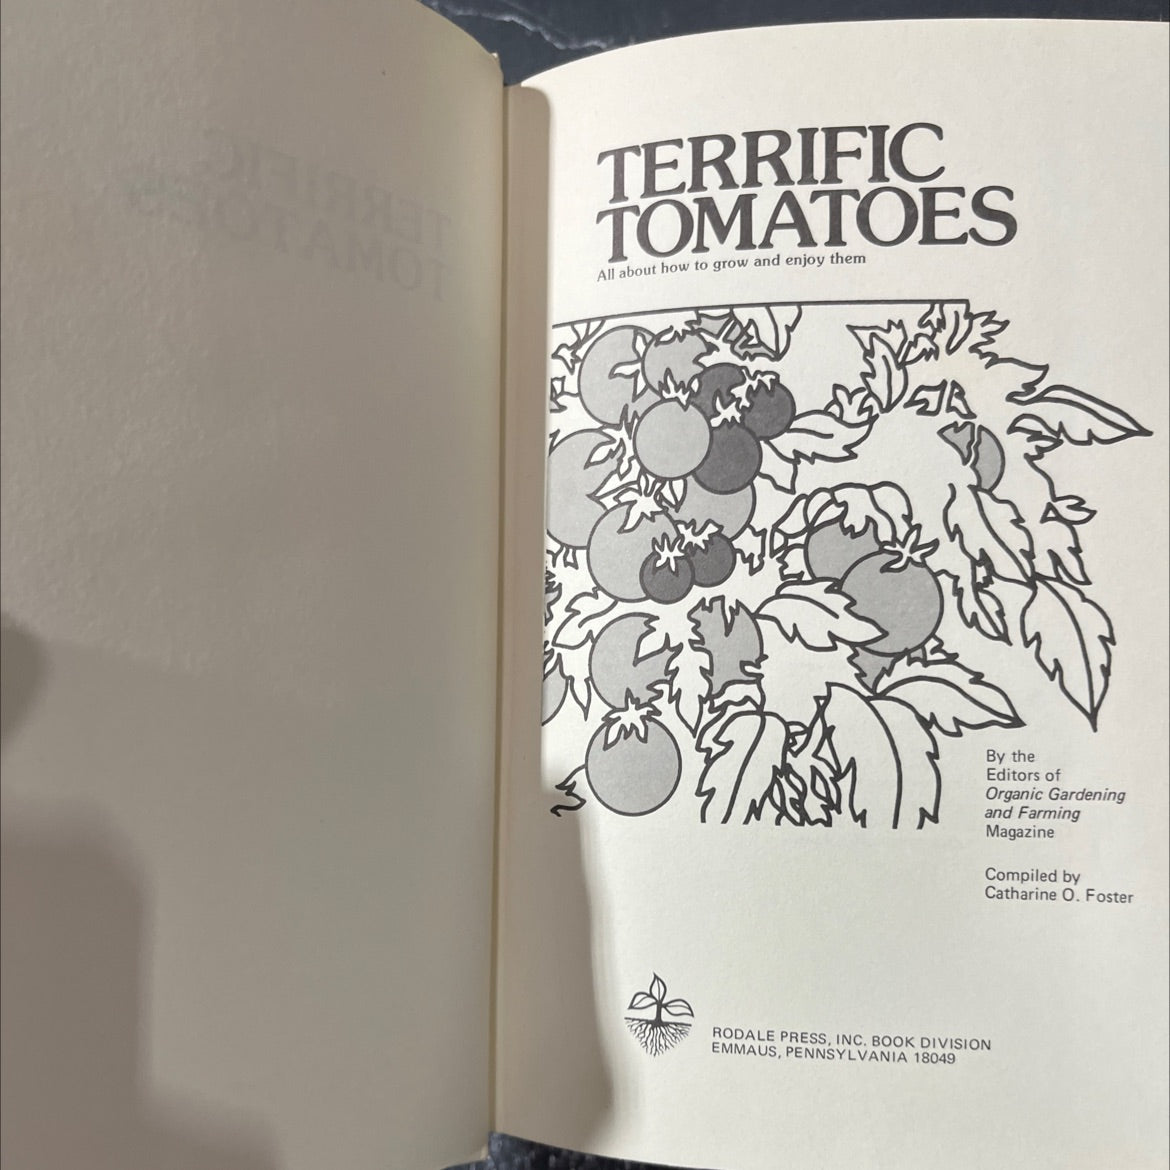 TERRIFIC
TOMATOES
All about how to grow and enjoy them
By the
Editors of
Organic Gardening
and Farming
Magazine
Compiled by
Catharine O. Foster
RODALE PRESS, INC. BOOK DIVISION
EMMAUS, PENNSYLVANIA 18049